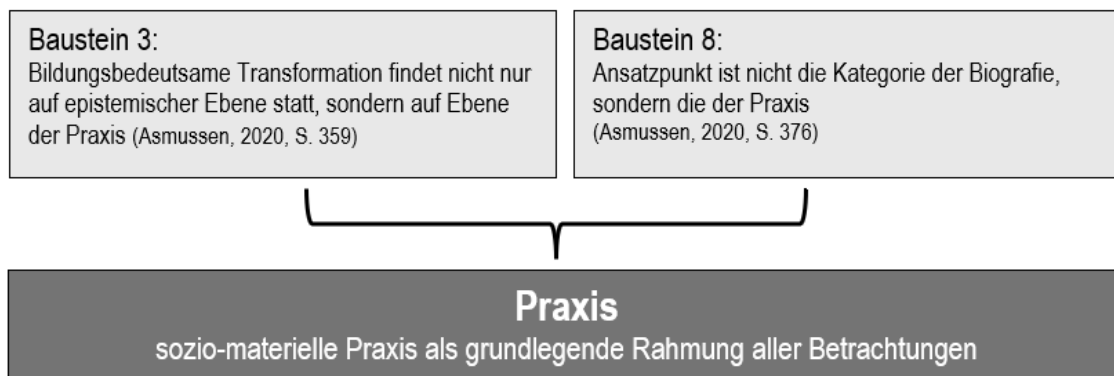 Baustein 3:
Bildungsbedeutsame Transformation findet nicht nur
auf epistemischer Ebene statt, sondern auf Ebene
der Praxis (Asmussen, 2020, S. 359)
Baustein 8:
Ansatzpunkt ist nicht die Kategorie der Biografie,
sondern die der Praxis
(Asmussen, 2020, S. 376)
Praxis
sozio-materielle Praxis als grundlegende Rahmung aller Betrachtungen